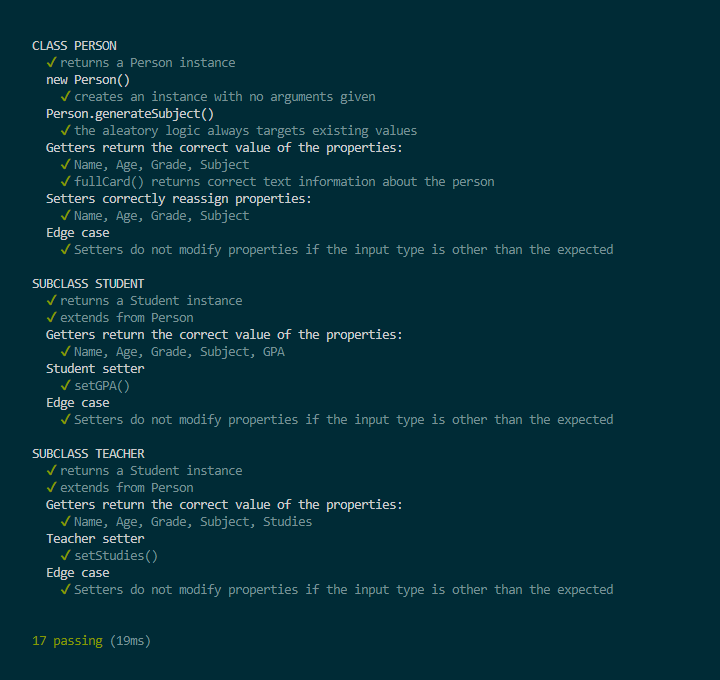 CLASS PERSON
✓ returns a Person instance
new Person()
✓ creates an instance with no arguments given
Person.generateSubject()
✓ the aleatory logic always targets existing values
Getters return the correct value of the properties:
✓ Name, Age, Grade, Subject
✓ fullCard() returns correct text information about the person
Setters correctly reassign properties:
✓ Name, Age, Grade, Subject
Edge case
✓ Setters do not modify properties if the input type is other than the expected
SUBCLASS STUDENT
✓ returns a Student instance
✓ extends from Person
Getters return the correct value of the properties:
✓ Name, Age, Grade, Subject, GPA
Student setter
✓ setGPA()
Edge case
✓ Setters do not modify properties if the input type is other than the expected
SUBCLASS TEACHER
✓ returns a Student instance
✓ extends from Person
Getters return the correct value of the properties:
✓ Name, Age, Grade, Subject, Studies
Teacher setter
✓ setStudies()
Edge case
✓ Setters do not modify properties if the input type is other than the expected
17 passing (19ms)